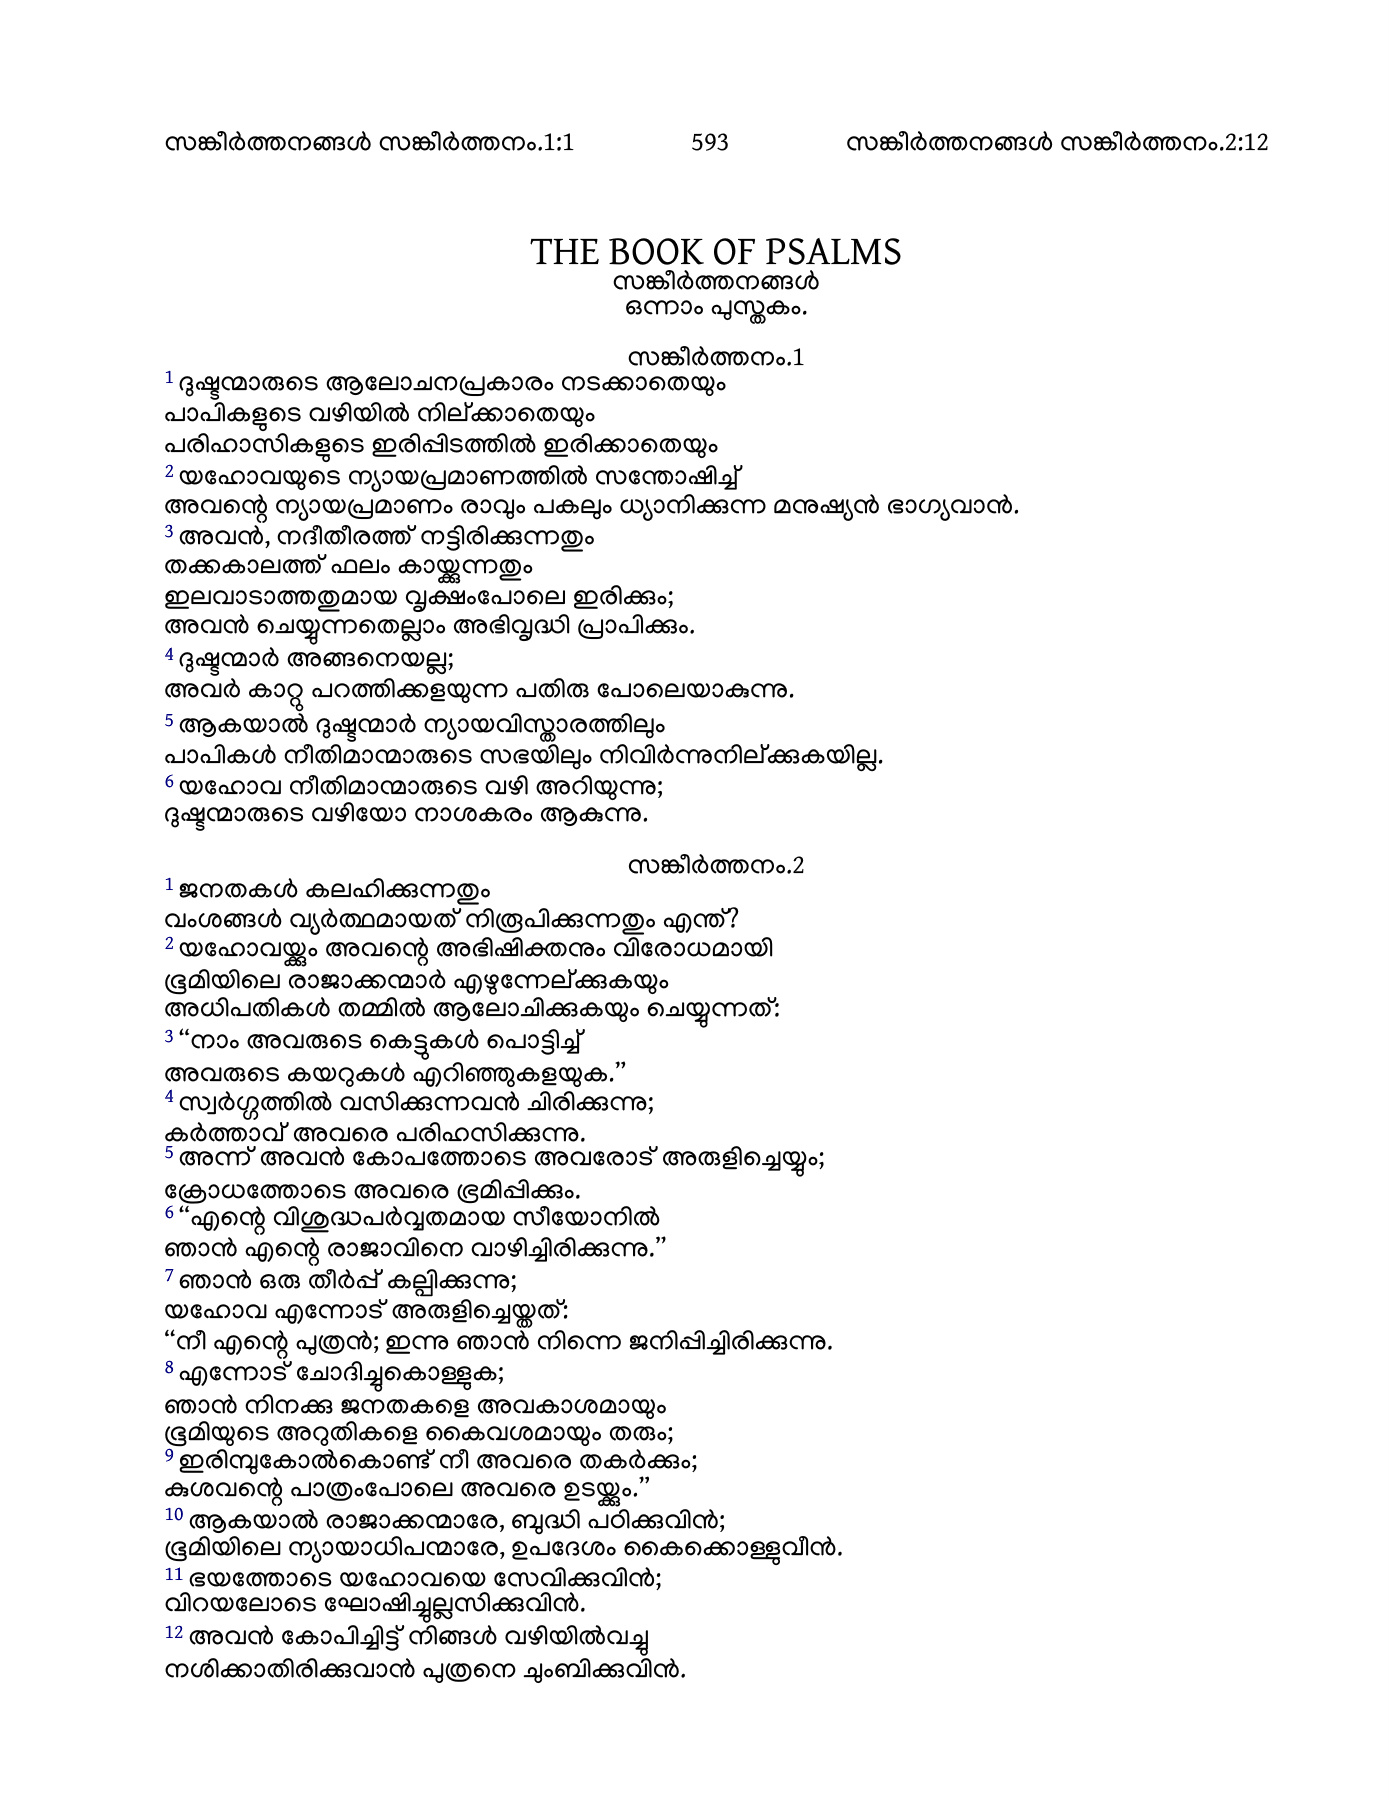 സങ്കീർത്തനങ്ങൾ സങ്കീർത്തനം.1:1 593 സങ്കീർത്തനങ്ങൾ സങ്കീർത്തനം.2:12
THE BOOK OF PSALMS
സങ്കീർത്തനങ്ങൾ
ഒന്നാം പുസ്തകം.
സങ്കീർത്തനം.1
1 ദുഷ്ടന്മാരുടെ ആലോചനപ്രകാരം നടക്കാതെയും
പാപികളുടെ വഴിയിൽ നില്ക്കാതെയും
പരിഹാസികളുടെ ഇരിപ്പിടത്തിൽ ഇരിക്കാതെയും
2 യഹോവയുടെ ന്യായപ്രമാണത്തിൽ സന്തോഷിച്ച്
അവന്റെ ന്യായപ്രമാണം രാവും പകലും ധ്യാനിക്കുന്ന മനുഷ്യൻ ഭാഗ്യവാൻ.
3 അവൻ, നദീതീരത്ത് നട്ടിരിക്കുന്നതും
തക്കകാലത്ത് ഫലം കായ്ക്കുന്നതും
ഇലവാടാത്തതുമായ വൃക്ഷംപോലെ ഇരിക്കും;
അവൻ ചെയ്യുന്നതെല്ലാം അഭിവൃദ്ധി പ്രാപിക്കും.
4 ദുഷ്ടന്മാർ അങ്ങനെയല്ല;
അവർ കാറ്റു പറത്തിക്കളയുന്ന പതിരു പോലെയാകുന്നു.
5 ആകയാൽ ദുഷ്ടന്മാർ ന്യായവിസ്താരത്തിലും
പാപികൾ നീതിമാന്മാരുടെ സഭയിലും നിവിർന്നുനില്ക്കുകയില്ല.
6 യഹോവ നീതിമാന്മാരുടെ വഴി അറിയുന്നു;
ദുഷ്ടന്മാരുടെ വഴിയോ നാശകരം ആകുന്നു.
സങ്കീർത്തനം.2
1 ജനതകൾ കലഹിക്കുന്നതും
വംശങ്ങൾ വ്യർത്ഥമായത് നിരൂപിക്കുന്നതും എന്ത്?
2 യഹോവയ്ക്കും അവന്റെ അഭിഷിക്തനും വിരോധമായി
ഭൂമിയിലെ രാജാക്കന്മാർ എഴുന്നേല്ക്കുകയും
അധിപതികൾ തമ്മിൽ ആലോചിക്കുകയും ചെയ്യുന്നത്:
3 “നാം അവരുടെ കെട്ടുകൾ പൊട്ടിച്ച്
അവരുടെ കയറുകൾ എറിഞ്ഞുകളയുക.”
4 സ്വർഗ്ഗത്തിൽ വസിക്കുന്നവൻ ചിരിക്കുന്നു;
കർത്താവ് അവരെ പരിഹസിക്കുന്നു.
5 അന്ന് അവൻ കോപത്തോടെ അവരോട് അരുളിച്ചെയ്യും;
ക്രോധത്തോടെ അവരെ ഭ്രമിപ്പിക്കും.
6 “എന്റെ വിശുദ്ധപർവ്വതമായ സീയോനിൽ
ഞാൻ എന്റെ രാജാവിനെ വാഴിച്ചിരിക്കുന്നു.”
7 ഞാൻ ഒരു തീർപ്പ് കല്പിക്കുന്നു;
യഹോവ എന്നോട് അരുളിച്ചെയ്തത്:
“നീ എന്റെ പുത്രൻ; ഇന്നു ഞാൻ നിന്നെ ജനിപ്പിച്ചിരിക്കുന്നു.
8 എന്നോട് ചോദിച്ചുകൊള്ളുക;
ഞാൻ നിനക്കു ജനതകളെ അവകാശമായും
ഭൂമിയുടെ അറുതികളെ കൈവശമായും തരും;
9 ഇരിമ്പുകോൽകൊണ്ട് നീ അവരെ തകർക്കും;
കുശവന്റെ പാത്രംപോലെ അവരെ ഉടയ്ക്കും.”
10 ആകയാൽ രാജാക്കന്മാരേ, ബുദ്ധി പഠിക്കുവിൻ;
ഭൂമിയിലെ ന്യായാധിപന്മാരേ, ഉപദേശം കൈക്കൊള്ളുവീൻ.
11 ഭയത്തോടെ യഹോവയെ സേവിക്കുവിൻ;
വിറയലോടെ ഘോഷിച്ചുല്ലസിക്കുവിൻ.
12 അവൻ കോപിച്ചിട്ട് നിങ്ങൾ വഴിയിൽവച്ചു
നശിക്കാതിരിക്കുവാൻ പുത്രനെ ചുംബിക്കുവിൻ.